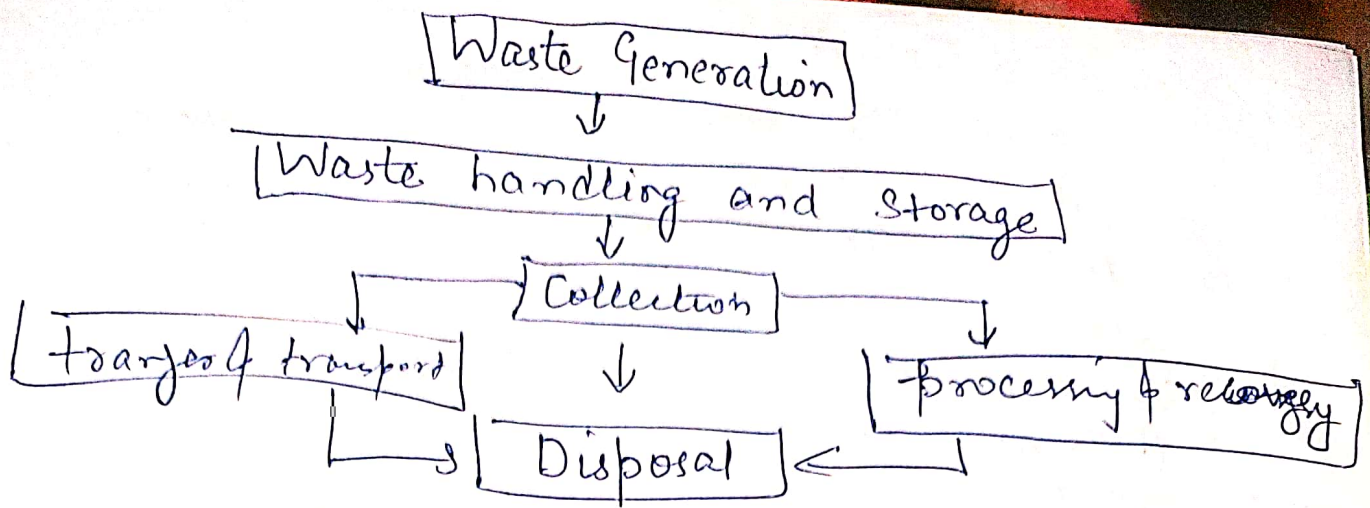 Waste Generation
Waste handling and Storage
Collection
transfer & transport
processing & recovery
Disposal